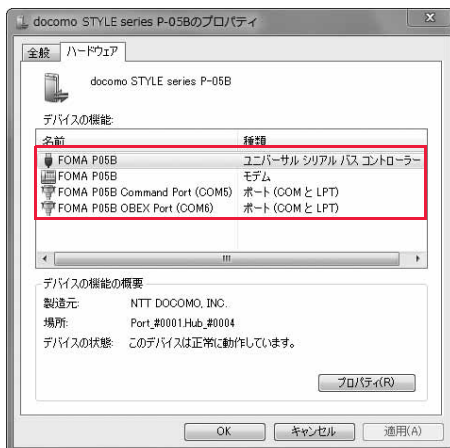 docomo STYLE series P-05Bのプロパティ
X
全般 ハードウェア
docomo STYLE series P-05B
デバイスの機能:
名前 種類
FOMA P05B ユニバーサル シリアル バス コントローラー
FOMA P05B モデム
FOMA P05B Command Port (COM5) ポート (COM と LPT)
FOMA P05B OBEX Port (COM6) ポート (COM と LPT)
デバイスの機能の概要
製造元: NTT DOCOMO, INC.
場所: Port_#0001.Hub_#0004
デバイスの状態: このデバイスは正常に動作しています。
プロパティ(R)
OK キャンセル 適用(A)